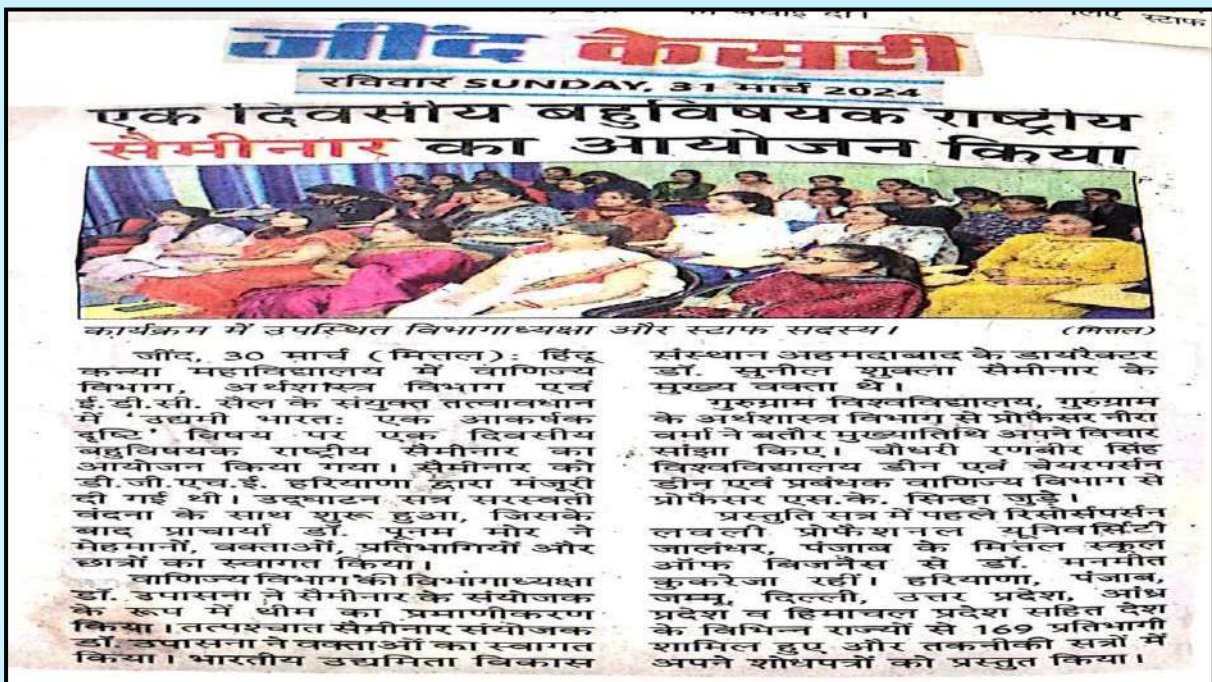 लिए स्टाफ
जींद केसरी
रविवार SUNDAY, 31 मार्च 2024
एक दिवसीय बहुविषयक राष्ट्रीय
सैमीनार का आयोजन किया
कार्यक्रम में उपस्थित विभागाध्यक्षा और स्टाफ सदस्य। (मित्तल)
जींद, 30 मार्च (मित्तल): हिंदू
कन्या महाविद्यालय में वाणिज्य
विभाग, अर्थशास्त्र विभाग एवं
ई.डी.सी. सैल के संयुक्त तत्वावधान
में 'उद्यमी भारत: एक आकर्षक
दृष्टि' विषय पर एक दिवसीय
बहुविषयक राष्ट्रीय सैमीनार का
आयोजन किया गया। सैमीनार को
डी.जी.एच.ई. हरियाणा द्वारा मंजूरी
दी गई थी। उद्घाटन सत्र सरस्वती
वंदना के साथ शुरू हुआ, जिसके
बाद प्राचार्या डॉ. पूनम मोर ने
मेहमानों, वक्ताओं, प्रतिभागियों और
छात्रों का स्वागत किया।
वाणिज्य विभाग की विभागाध्यक्षा
डॉ. उपासना ने सैमीनार के संयोजक
के रूप में थीम का प्रमाणीकरण
किया। तत्पश्चात सैमीनार संयोजक
डॉ. उपासना ने वक्ताओं का स्वागत
किया। भारतीय उद्यमिता विकास
संस्थान अहमदाबाद के डायरैक्टर
डॉ. सुनील शुक्ला सैमीनार के
मुख्य वक्ता थे।
गुरुग्राम विश्वविद्यालय, गुरुग्राम
के अर्थशास्त्र विभाग से प्रोफैसर नीरा
वर्मा ने बतौर मुख्यातिथि अपने विचार
सांझा किए। चौधरी रणबीर सिंह
विश्वविद्यालय डीन एवं चेयरपर्सन
डीन एवं प्रबंधक वाणिज्य विभाग से
प्रोफैसर एस.के. सिन्हा जुड़े।
प्रस्तुति सत्र में पहले रिसोर्सपर्सन
लवली प्रोफैशनल यूनिवर्सिटी
जालंधर, पंजाब के मित्तल स्कूल
ऑफ बिजनैस से डॉ. मनमीत
कुकरेजा रहीं। हरियाणा, पंजाब,
जम्मू, दिल्ली, उत्तर प्रदेश, आंध्र
प्रदेश व हिमाचल प्रदेश सहित देश
के विभिन्न राज्यों से 169 प्रतिभागी
शामिल हुए और तकनीकी सत्रों में
अपने शोधपत्रों को प्रस्तुत किया।